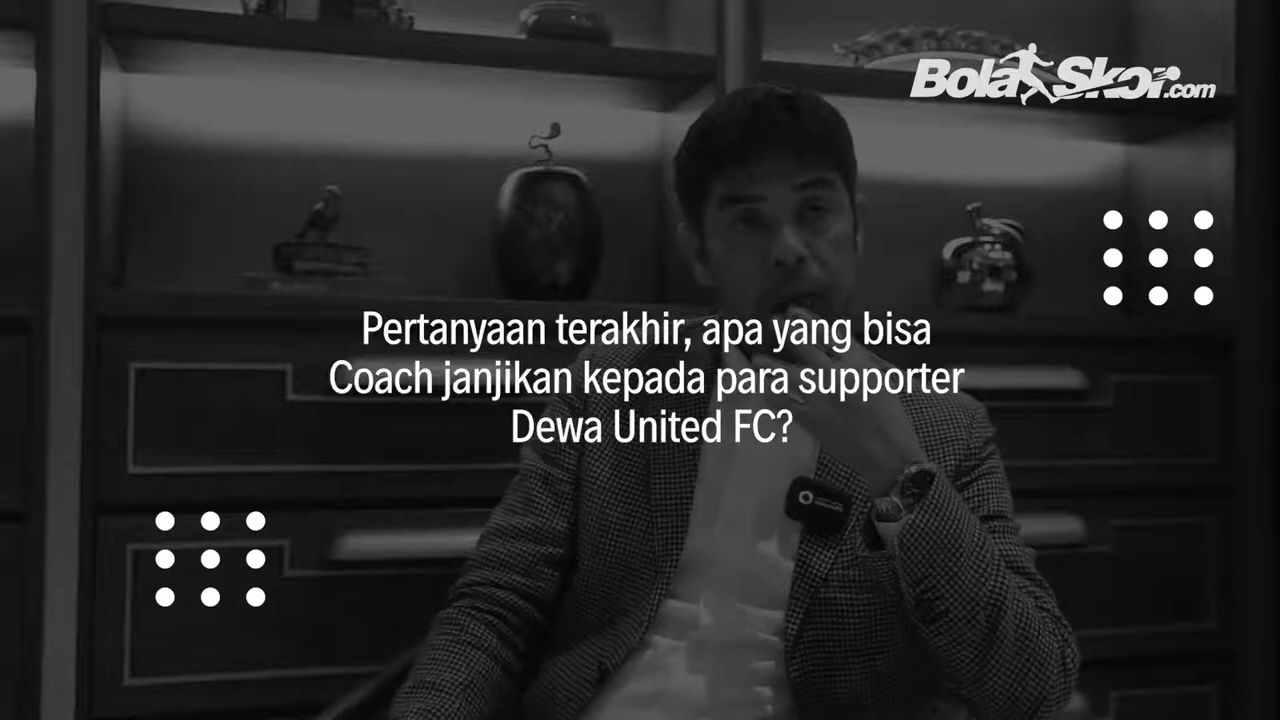 BolaSkor.com
Pertanyaan terakhir, apa yang bisa
Coach janjikan kepada para supporter
Dewa United FC?